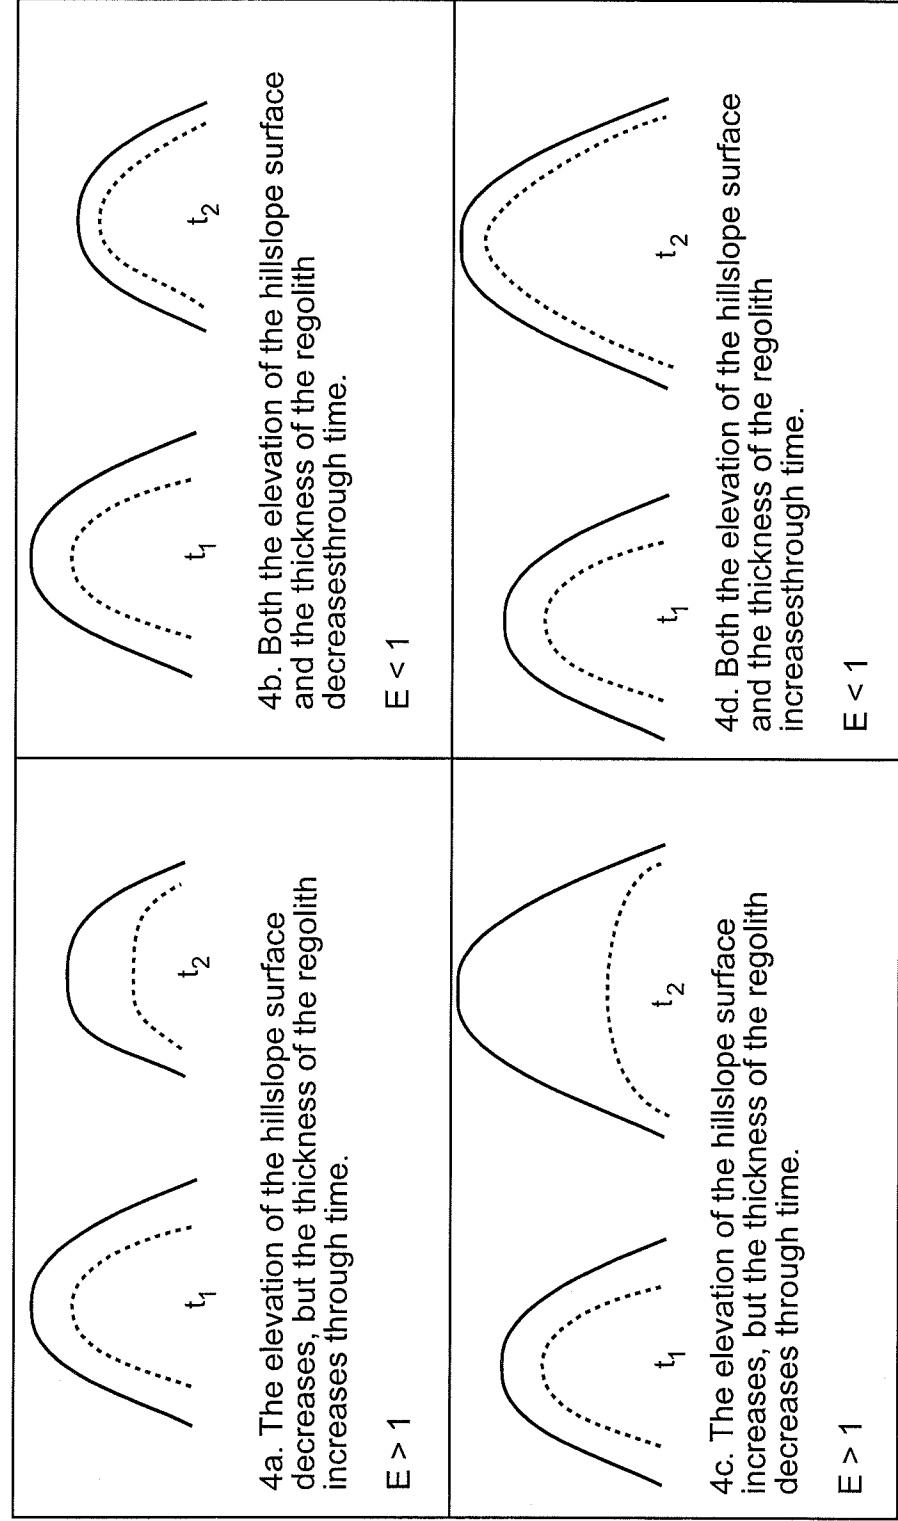 t1
t2
4a. The elevation of the hillslope surface
decreases, but the thickness of the regolith
increases through time.
E > 1
t1
t2
4b. Both the elevation of the hillslope surface
and the thickness of the regolith
decreasesthrough time.
E < 1
t1
t2
4c. The elevation of the hillslope surface
increases, but the thickness of the regolith
decreases through time.
E > 1
t1
t2
4d. Both the elevation of the hillslope surface
and the thickness of the regolith
increasesthrough time.
E < 1